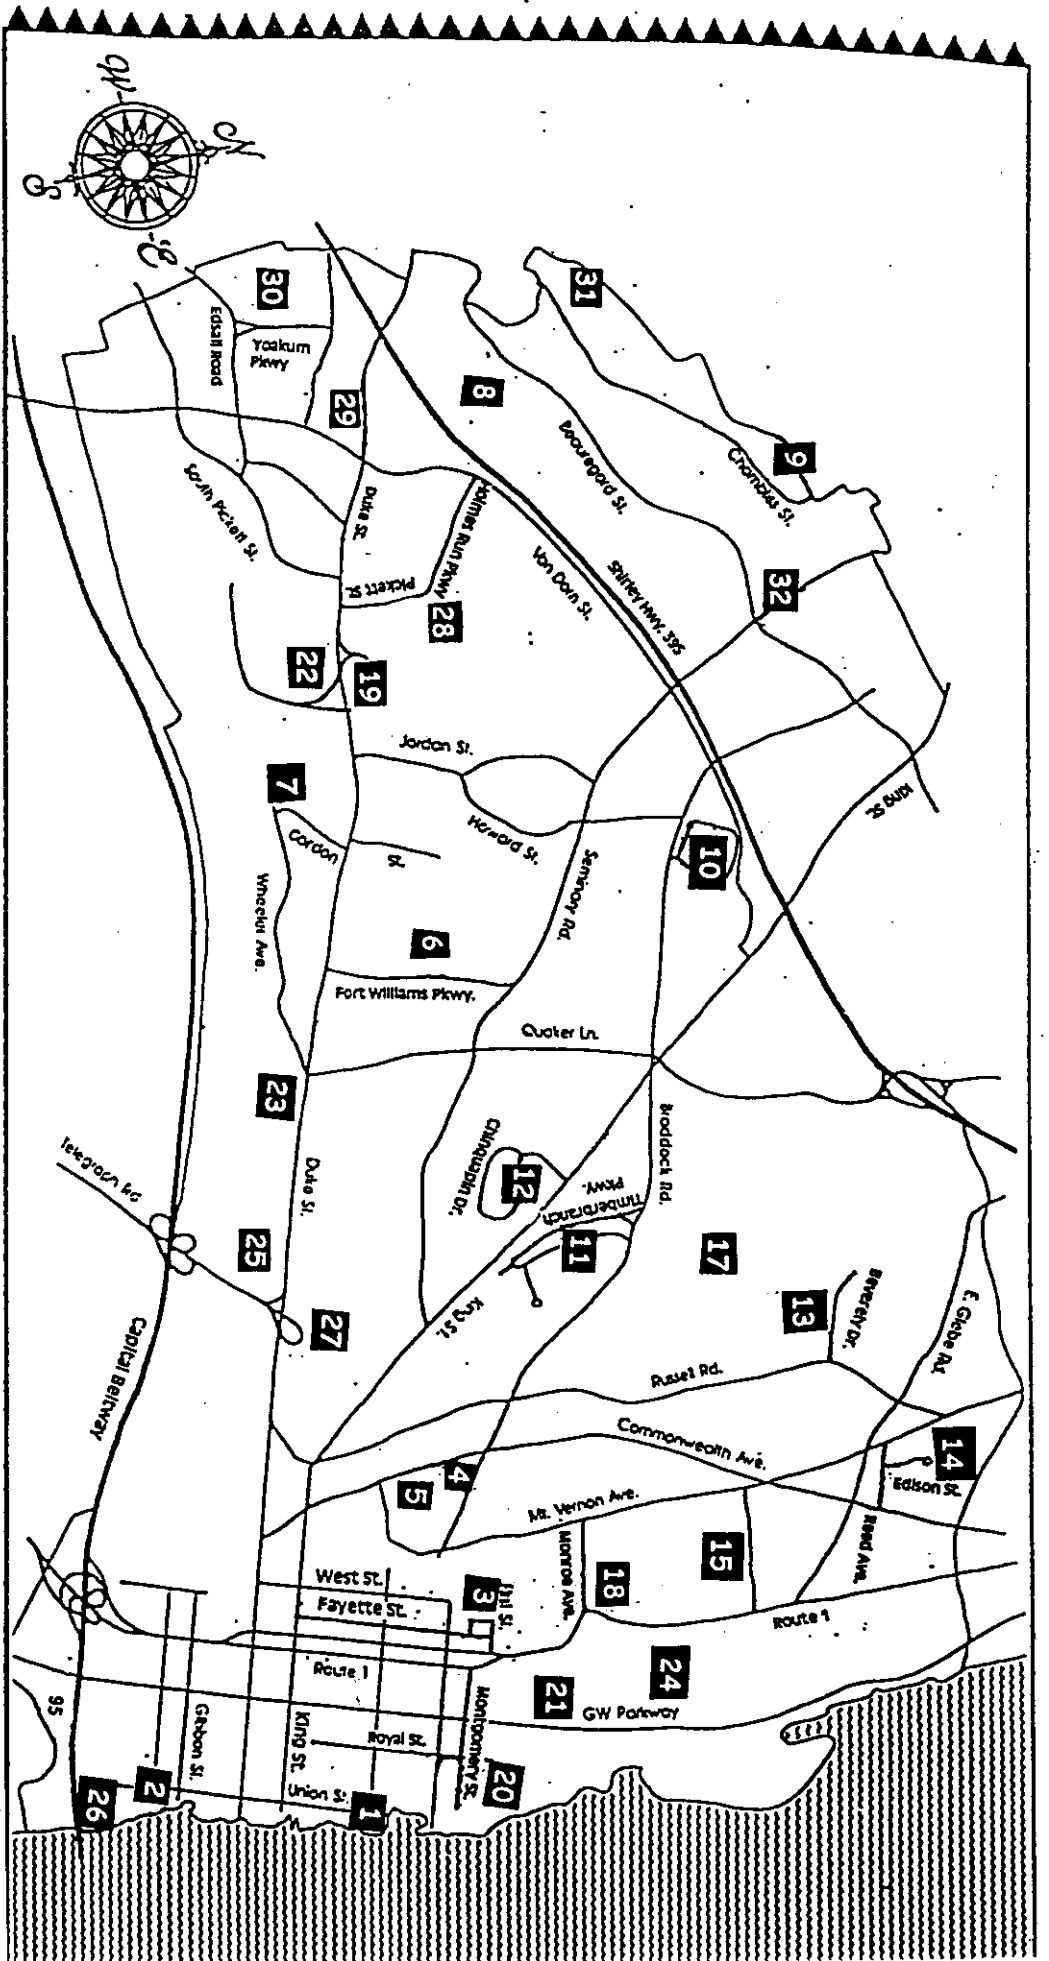 W
N
S
E
30
Edsall Road
Yoakum
Pkwy
29
31
8
9
Beauregard St.
Chambliss St.
South Pickett St.
Duke St.
Holmes Run Pkwy
Pickett St.
28
Van Dorn St.
Shirley Hwy. 395
32
22
19
7
Jordan St.
Howard St.
Gordon
St.
Wheeler Ave.
6
Fort Williams Pkwy.
Seminary Rd.
10
King St.
Quaker Ln.
23
Duke St.
Telegraph Rd
25
27
Chinquapin Dr.
12
Timberbranch
Pkwy.
11
Braddock Rd.
King St.
17
13
Beverly Dr.
E. Glebe Rd.
Russell Rd.
Capital Beltway
Commonwealth Ave.
14
Edison St.
4
5
Mt. Vernon Ave.
15
Reed Ave.
Monroe Ave.
18
West St.
Fayette St.
3
Route 1
Route 1
24
21
GW Parkway
95
Gibbon St.
King St.
Royal St.
Montgomery St.
20
Union St.
1
2
26